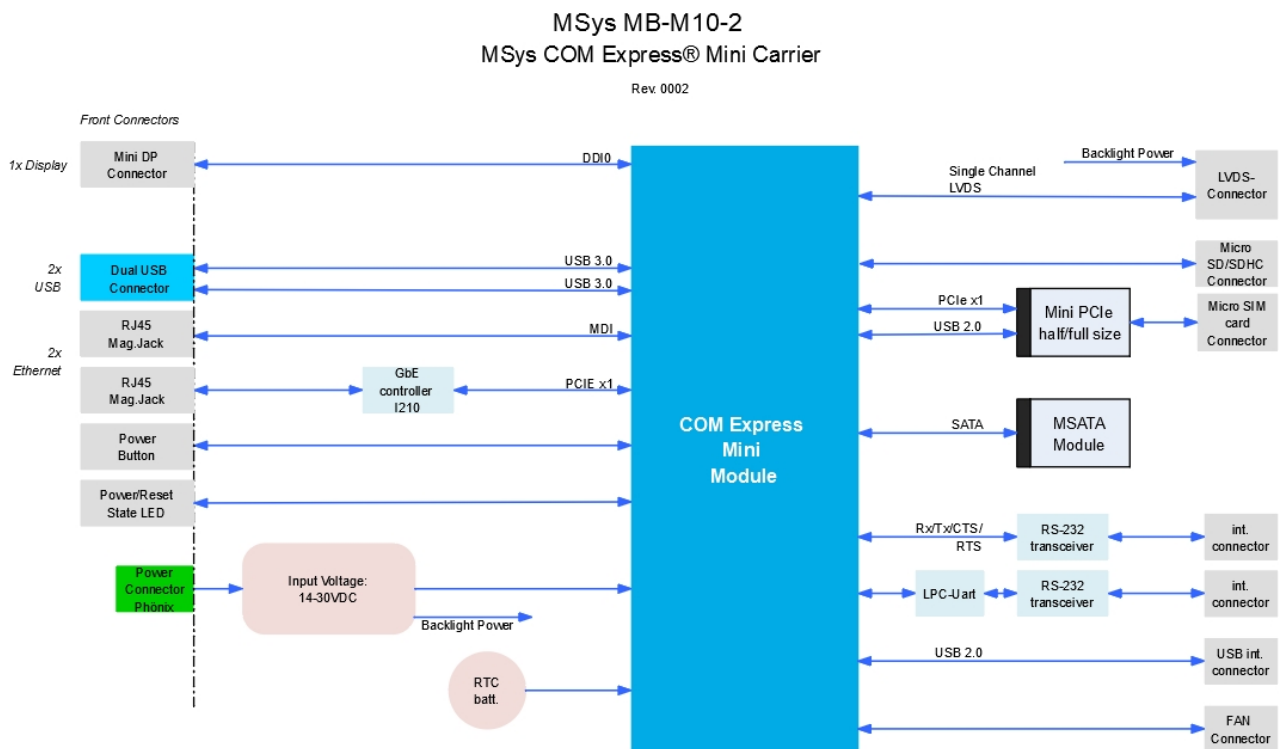 MSys MB-M10-2
MSys COM Express® Mini Carrier
Rev. 0002
Front Connectors
1x Display
Mini DP
Connector
DDI0
2x
USB
Dual USB
Connector
USB 3.0
USB 3.0
2x
Ethernet
RJ45
Mag.Jack
MDI
RJ45
Mag.Jack
GbE
controller
I210
PCIE x1
Power
Button
Power/Reset
State LED
Power
Connector
Phönix
Input Voltage:
14-30VDC
Backlight Power
RTC
batt.
COM Express
Mini
Module
Backlight Power
Single Channel
LVDS
LVDS-
Connector
Micro
SD/SDHC
Connector
PCIe x1
USB 2.0
Mini PCIe
half/full size
Micro SIM
card
Connector
SATA
MSATA
Module
Rx/Tx/CTS/
RTS
RS-232
transceiver
int.
connector
LPC-Uart
RS-232
transceiver
int.
connector
USB 2.0
USB int.
connector
FAN
Connector